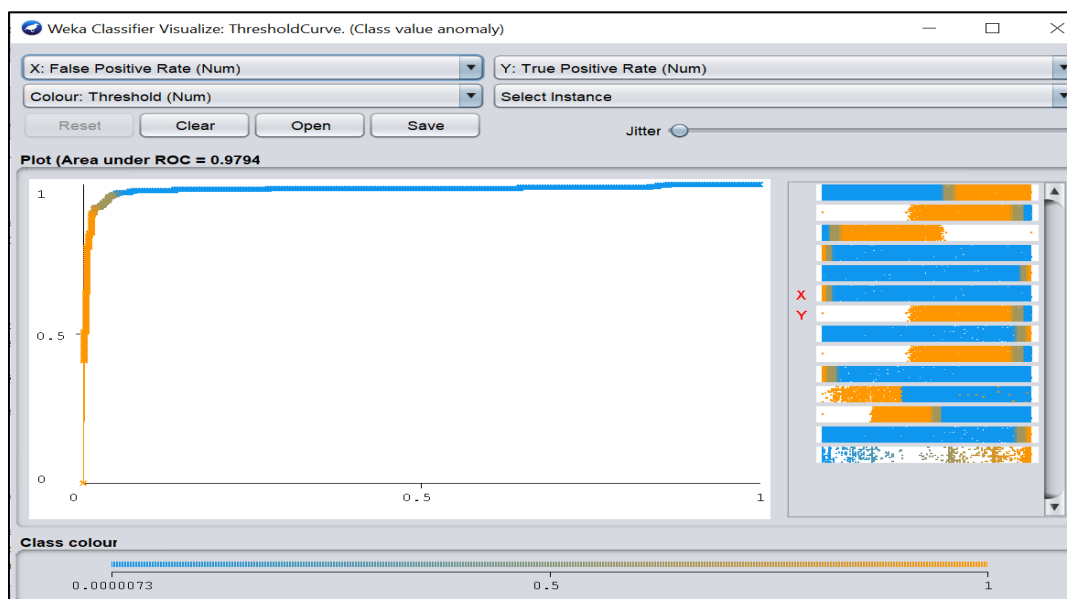 Weka Classifier Visualize: ThresholdCurve. (Class value anomaly)
X: False Positive Rate (Num) Y: True Positive Rate (Num)
Colour: Threshold (Num) Select Instance
Reset Clear Open Save Jitter
Plot (Area under ROC = 0.9794
1
X
Y
0.5
0
0 0.5 1
Class colour
0.0000073 0.5 1